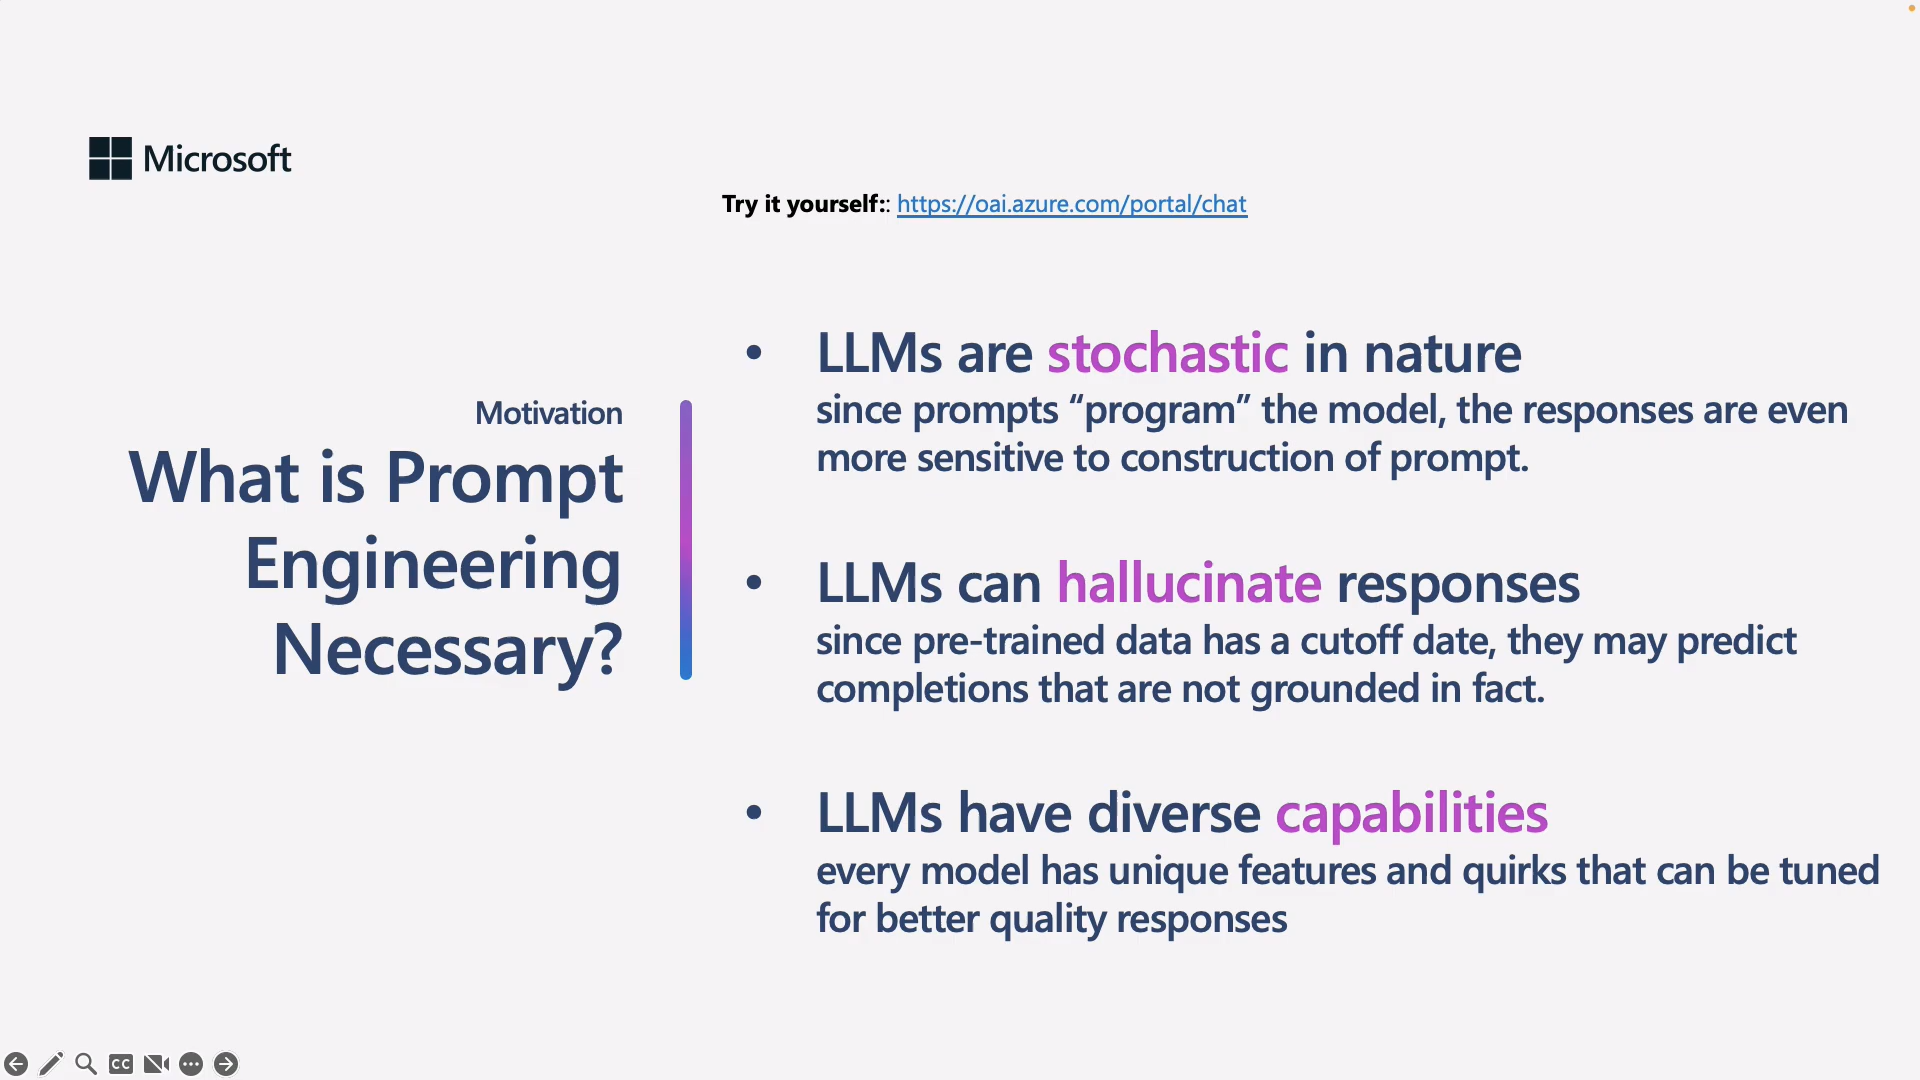 Microsoft
Try it yourself:: https://oai.azure.com/portal/chat
Motivation
What is Prompt
Engineering
Necessary?
• LLMs are stochastic in nature
since prompts “program” the model, the responses are even
more sensitive to construction of prompt.
• LLMs can hallucinate responses
since pre-trained data has a cutoff date, they may predict
completions that are not grounded in fact.
• LLMs have diverse capabilities
every model has unique features and quirks that can be tuned
for better quality responses
CC